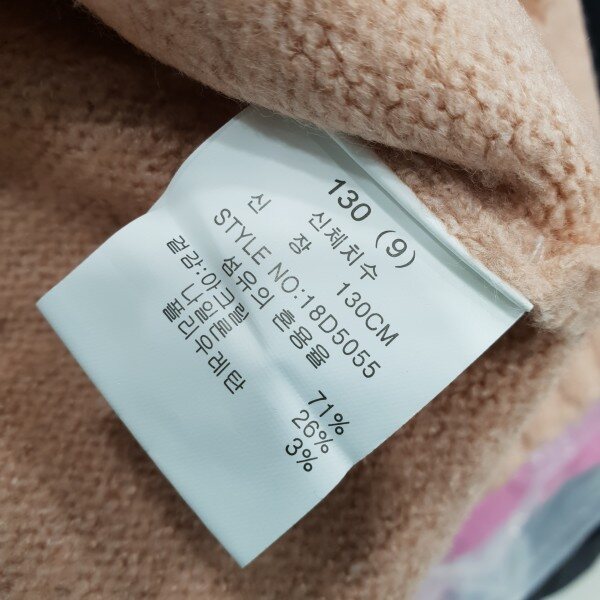 130 (9)
신체치수
신 장 130CM
STYLE NO:18D5055
섬유의 혼용율
겉감:아크릴 71%
나일론 26%
폴리우레탄 3%